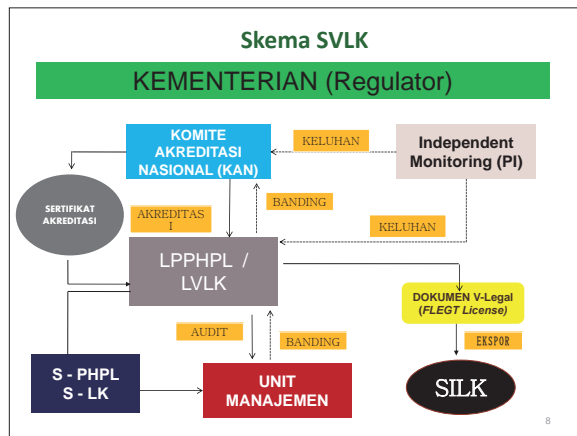 Skema SVLK
KEMENTERIAN (Regulator)
KOMITE
AKREDITASI
NASIONAL (KAN)
KELUHAN
Independent
Monitoring (PI)
SERTIFIKAT
AKREDITASI
AKREDITAS
I
BANDING
KELUHAN
LPPHPL /
LVLK
DOKUMEN V-Legal
(FLEGT License)
AUDIT
BANDING
EKSPOR
S - PHPL
S - LK
UNIT
MANAJEMEN
SILK
8